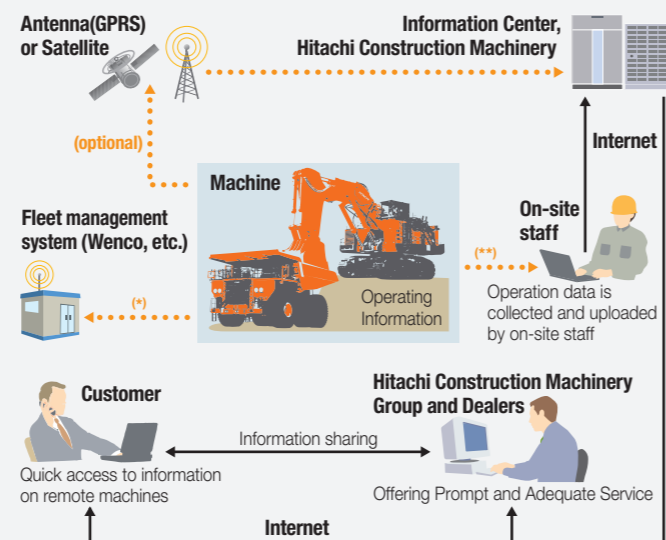 Antenna(GPRS)
or Satellite
Information Center,
Hitachi Construction Machinery
(optional)
Internet
Machine
Fleet management
system (Wenco, etc.)
On-site
staff
(*)
(**)
Operating
Information
Operation data is
collected and uploaded
by on-site staff
Customer
Hitachi Construction Machinery
Group and Dealers
Information sharing
Quick access to information
on remote machines
Offering Prompt and Adequate Service
Internet